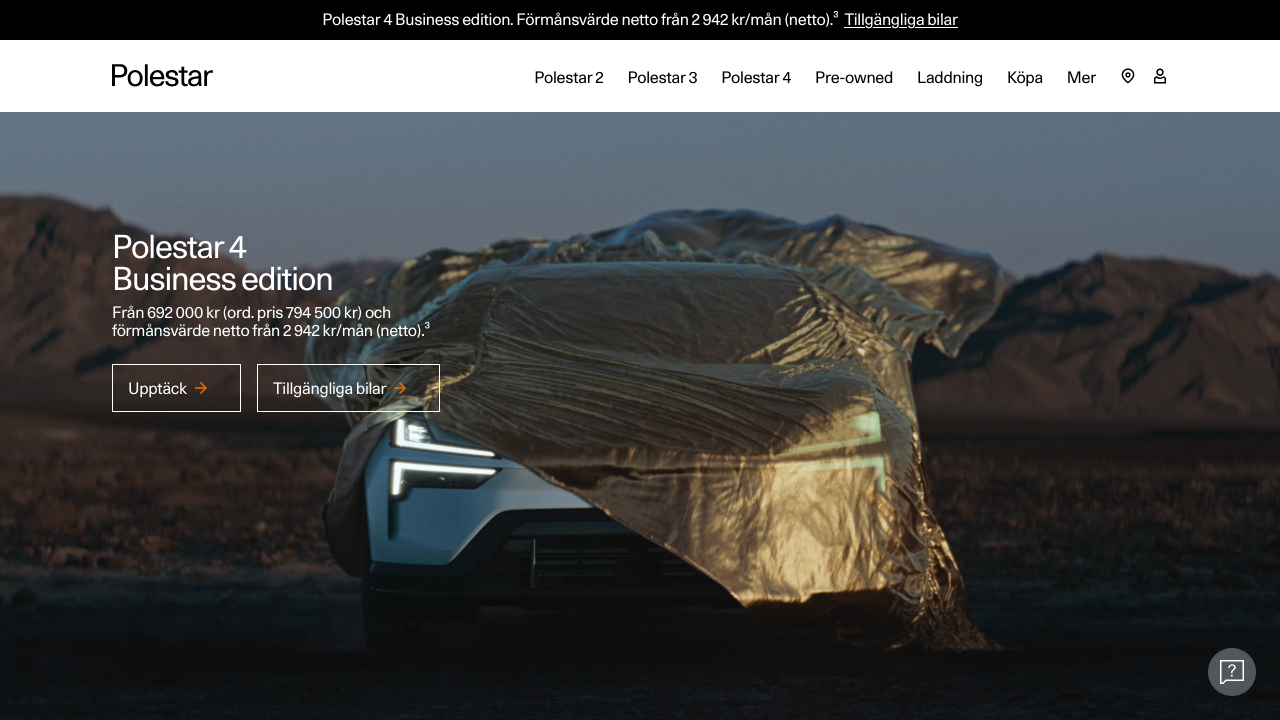 Polestar 4 Business edition. Förmånsvärde netto från 2 942 kr/mån (netto).³ Tillgängliga bilar
Polestar
Polestar 2
Polestar 3
Polestar 4
Pre-owned
Laddning
Köpa
Mer
Polestar 4
Business edition
Från 692 000 kr (ord. pris 794 500 kr) och
förmånsvärde netto från 2 942 kr/mån (netto).³
Upptäck
Tillgängliga bilar